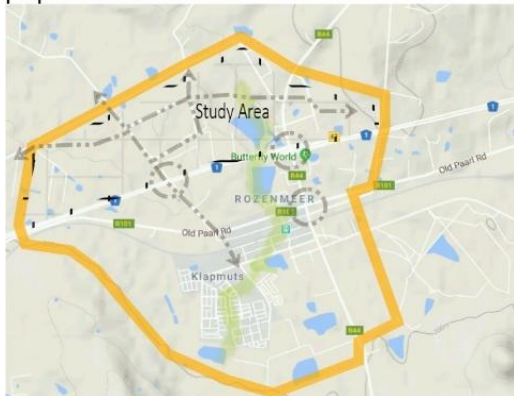 R44
Study Area
1
1
Butterfly World
R44
1
R101
Old Paarl Rd
ROZENMEER
R101
Old Paarl Rd
Klapmuts
R44